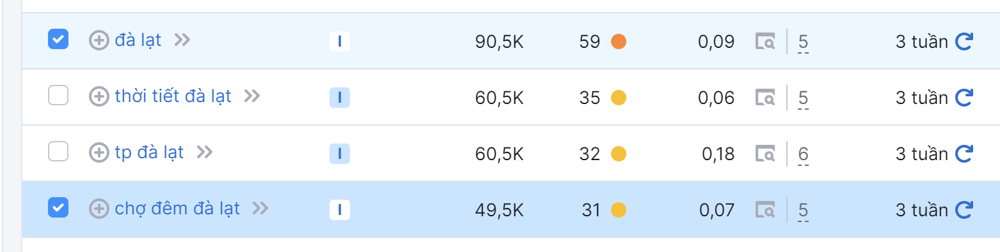 đà lạt I 90,5K 59 0,09 5 3 tuần
thời tiết đà lạt I 60,5K 35 0,06 5 3 tuần
tp đà lạt I 60,5K 32 0,18 6 3 tuần
chợ đêm đà lạt I 49,5K 31 0,07 5 3 tuần